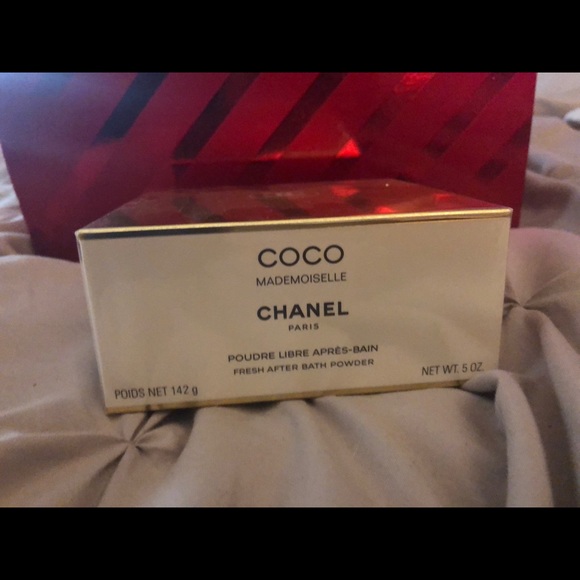 COCO
MADEMOISELLE
CHANEL
PARIS
POUDRE LIBRE APRÈS-BAIN
FRESH AFTER BATH POWDER
POIDS NET 142 g
NET WT. 5 OZ.